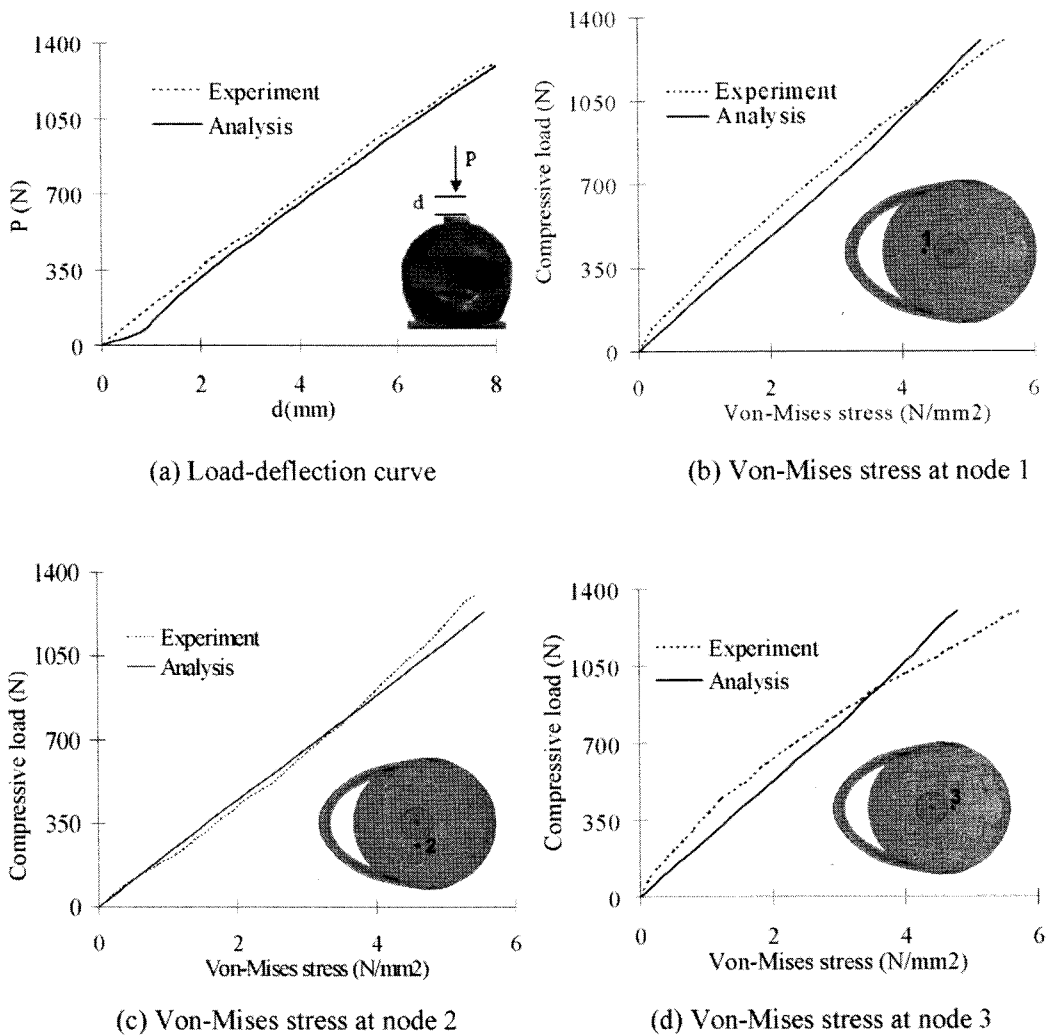 1400
1050
700
350
0
P (N)
Experiment
Analysis
P
d
0 2 4 6 8
d(mm)
(a) Load-deflection curve
1400
1050
700
350
0
Compressive load (N)
Experiment
Analysis
1
0 2 4 6
Von-Mises stress (N/mm2)
(b) Von-Mises stress at node 1
1400
1050
700
350
0
Compressive load (N)
Experiment
Analysis
2
0 2 4 6
Von-Mises stress (N/mm2)
(c) Von-Mises stress at node 2
1400
1050
700
350
0
Compressive load (N)
Experiment
Analysis
3
0 2 4 6
Von-Mises stress (N/mm2)
(d) Von-Mises stress at node 3